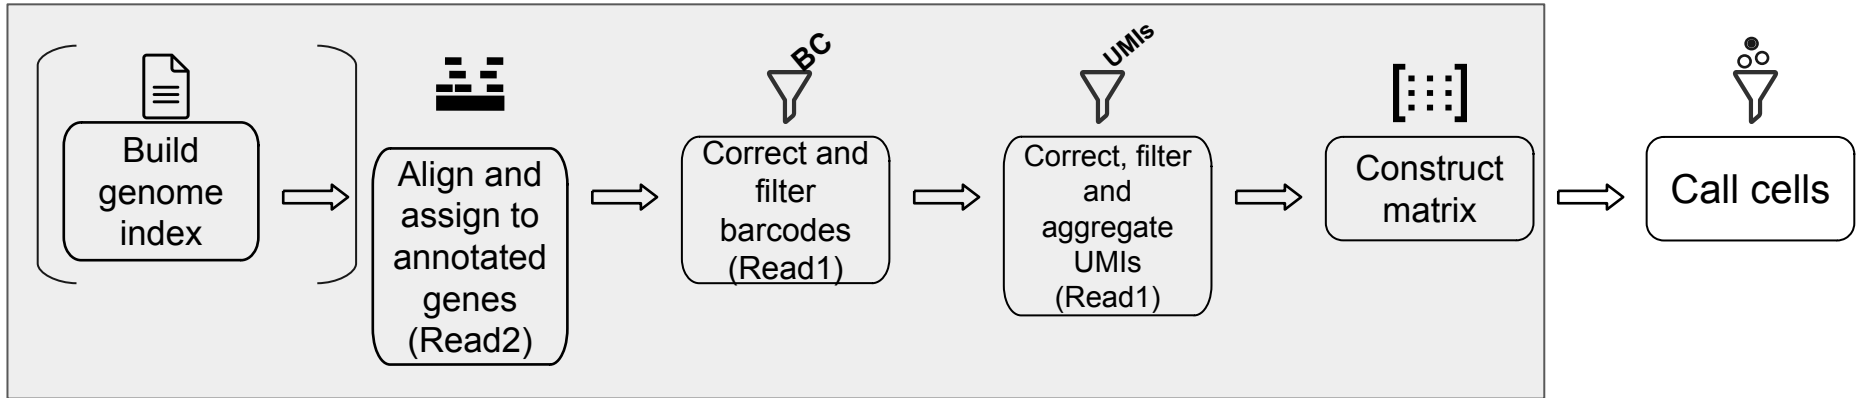 BC
UMIs
Build
genome
index
Align and
assign to
annotated
genes
(Read2)
Correct and
filter
barcodes
(Read1)
Correct, filter
and
aggregate
UMIs
(Read1)
Construct
matrix
Call cells